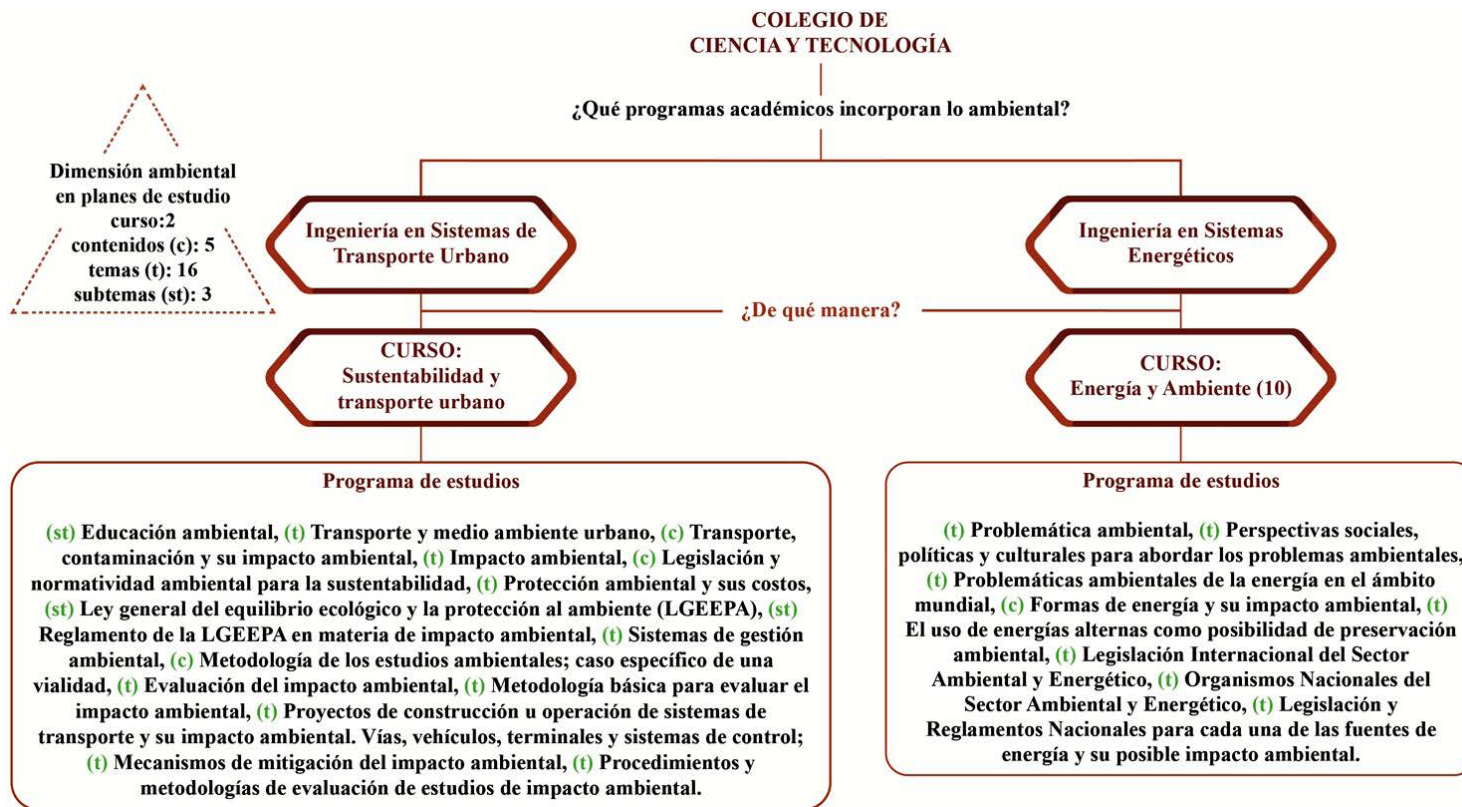 COLEGIO DE
CIENCIA Y TECNOLOGÍA
¿Qué programas académicos incorporan lo ambiental?
Dimensión ambiental
en planes de estudio
curso:2
contenidos (c): 5
temas (t): 16
subtemas (st): 3
Ingeniería en Sistemas de
Transporte Urbano
Ingeniería en Sistemas
Energéticos
¿De qué manera?
CURSO:
Sustentabilidad y
transporte urbano
CURSO:
Energía y Ambiente (10)
Programa de estudios
(st) Educación ambiental, (t) Transporte y medio ambiente urbano, (c) Transporte,
contaminación y su impacto ambiental, (t) Impacto ambiental, (c) Legislación y
normatividad ambiental para la sustentabilidad, (t) Protección ambiental y sus costos,
(st) Ley general del equilibrio ecológico y la protección al ambiente (LGEEPA), (st)
Reglamento de la LGEEPA en materia de impacto ambiental, (t) Sistemas de gestión
ambiental, (c) Metodología de los estudios ambientales; caso específico de una
vialidad, (t) Evaluación del impacto ambiental, (t) Metodología básica para evaluar el
impacto ambiental, (t) Proyectos de construcción u operación de sistemas de
transporte y su impacto ambiental. Vías, vehículos, terminales y sistemas de control;
(t) Mecanismos de mitigación del impacto ambiental, (t) Procedimientos y
metodologías de evaluación de estudios de impacto ambiental.
Programa de estudios
(t) Problemática ambiental, (t) Perspectivas sociales,
políticas y culturales para abordar los problemas ambientales,
(t) Problemáticas ambientales de la energía en el ámbito
mundial, (c) Formas de energía y su impacto ambiental, (t)
El uso de energías alternas como posibilidad de preservación
ambiental, (t) Legislación Internacional del Sector
Ambiental y Energético, (t) Organismos Nacionales del
Sector Ambiental y Energético, (t) Legislación y
Reglamentos Nacionales para cada una de las fuentes de
energía y su posible impacto ambiental.